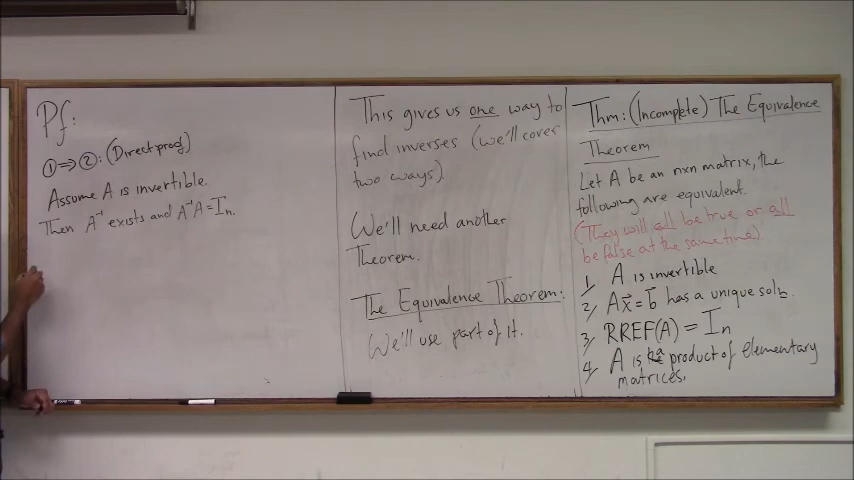 Pf:
① ⇒ ②: (Direct proof)
Assume A is invertible.
Then A⁻¹ exists and A⁻¹A = Iₙ.
This gives us one way to
find inverses (we'll cover
two ways).
We'll need another
Theorem.
The Equivalence Theorem:
We'll use part of it.
Thm: (Incomplete) The Equivalence
Theorem
Let A be an nxn matrix, the
following are equivalent.
(They will all be true or all
be false at the same time)
1, A is invertible
2, Ax⃗ = b⃗ has a unique soln.
3, RREF(A) = Iₙ
4, A is a product of elementary
matrices.